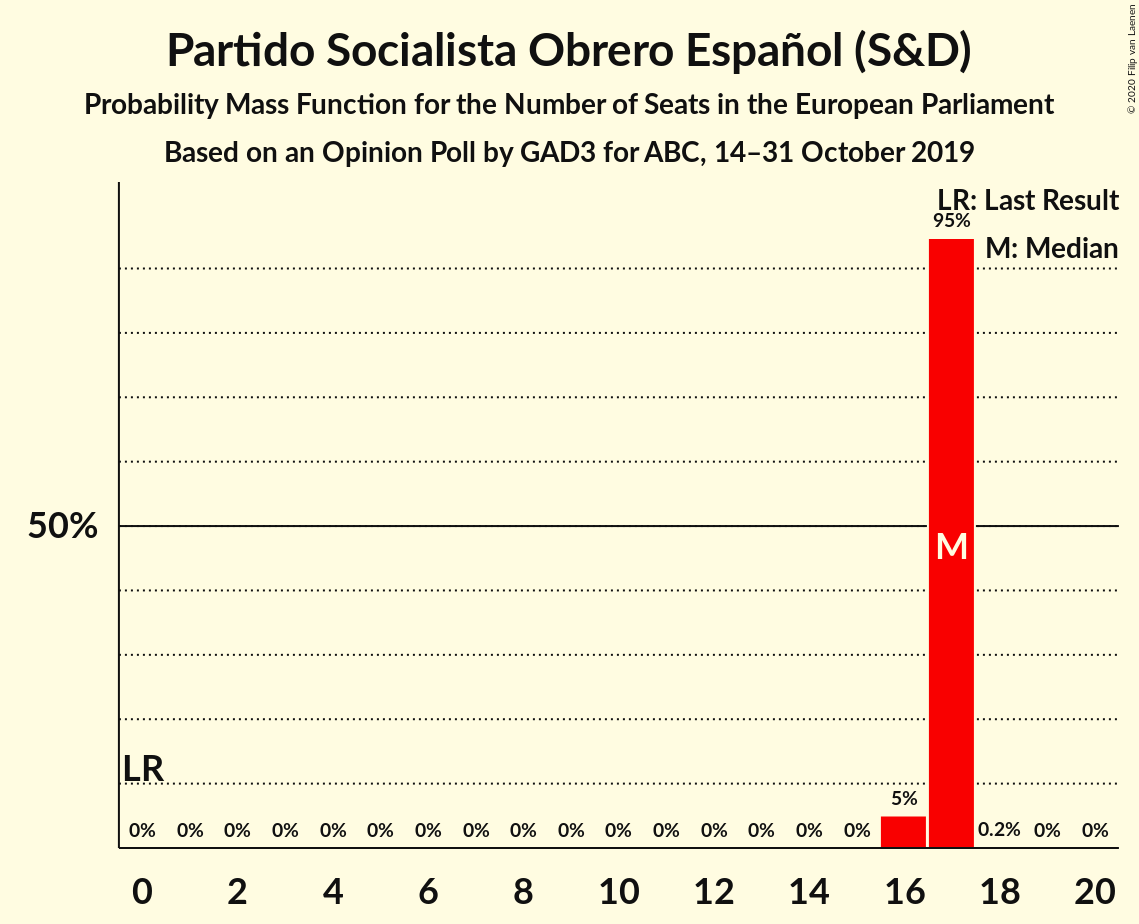 Partido Socialista Obrero Español (S&D)
Probability Mass Function for the Number of Seats in the European Parliament
Based on an Opinion Poll by GAD3 for ABC, 14–31 October 2019
© 2020 Filip van Laenen
LR: Last Result
95%
M: Median
50%
M
LR
5%
0% 0% 0% 0% 0% 0% 0% 0% 0% 0% 0% 0% 0% 0% 0% 0% 0.2% 0% 0%
0 2 4 6 8 10 12 14 16 18 20